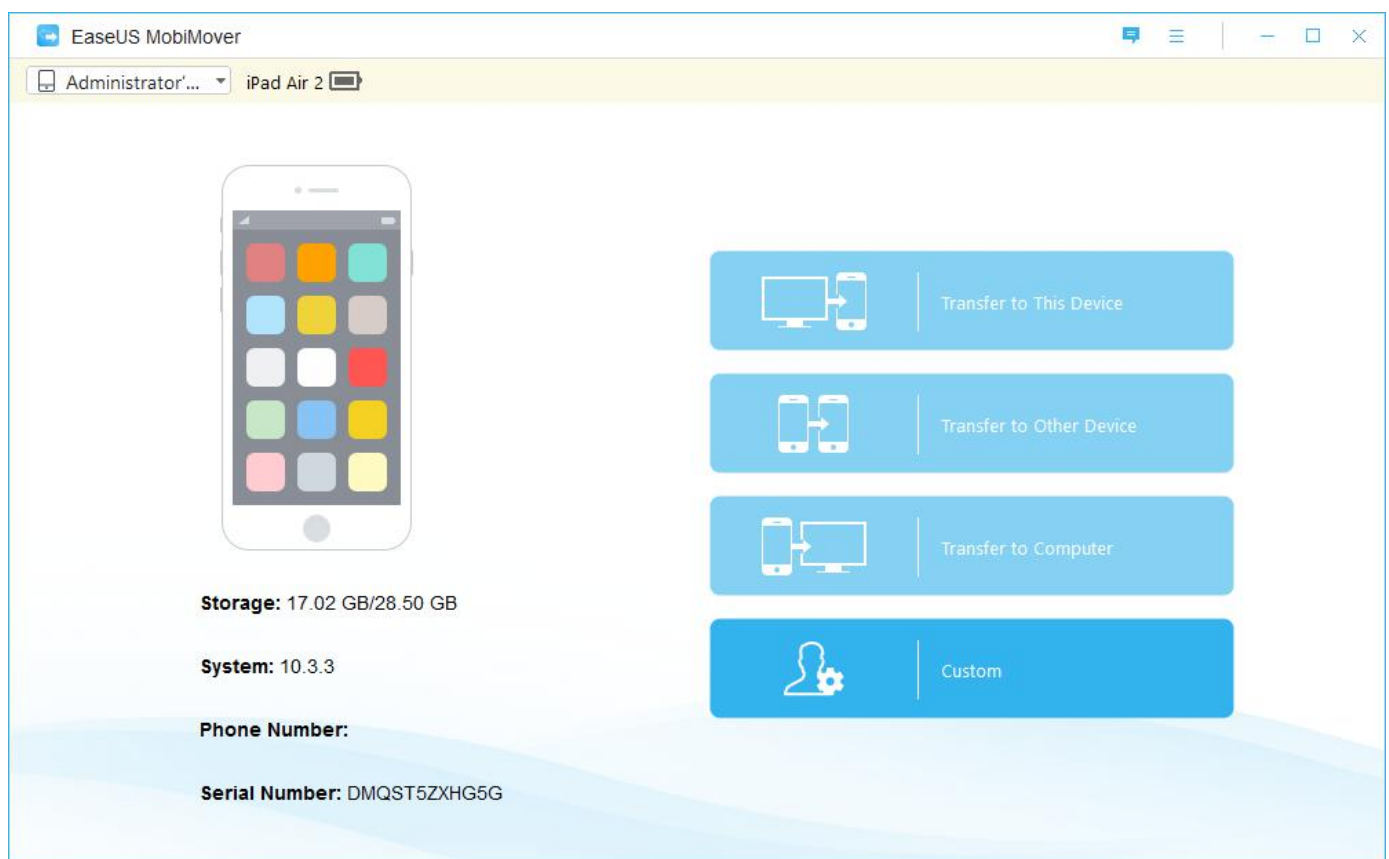 EaseUS MobiMover
Administrator'... iPad Air 2
Transfer to This Device
Transfer to Other Device
Transfer to Computer
Custom
Storage: 17.02 GB/28.50 GB
System: 10.3.3
Phone Number:
Serial Number: DMQST5ZXHG5G